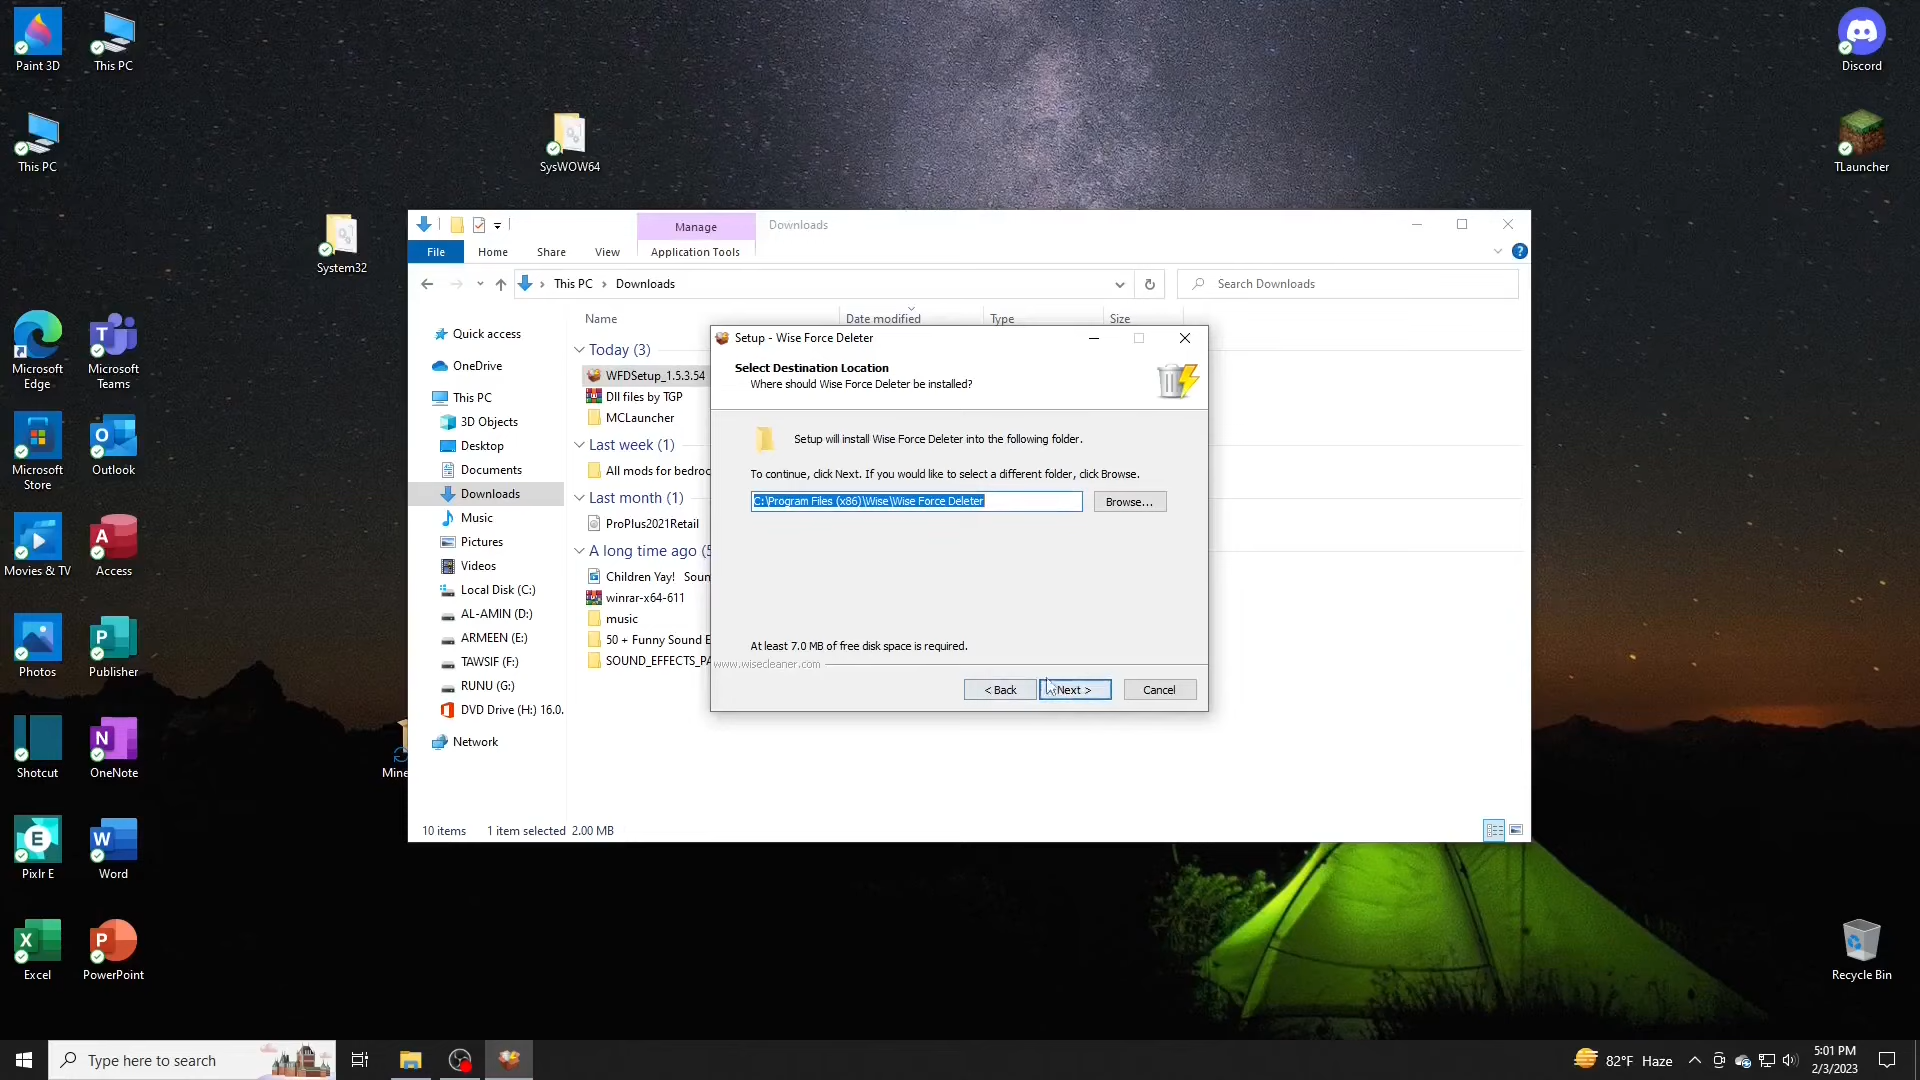 Paint 3D
This PC
Discord
This PC
SysWOW64
TLauncher
System32
Manage
Downloads
File
Home
Share
View
Application Tools
This PC
Downloads
Search Downloads
Name
Date modified
Type
Size
Quick access
OneDrive
This PC
3D Objects
Desktop
Documents
Downloads
Music
Pictures
Videos
Local Disk (C:)
AL-AMIN (D:)
ARMEEN (E:)
TAWSIF (F:)
RUNU (G:)
DVD Drive (H:) 16.0.
Network
Today (3)
WFDSetup_1.5.3.54
Dll files by TGP
MCLauncher
Last week (1)
All mods for bedroc
Last month (1)
ProPlus2021Retail
A long time ago (5
Children Yay! Soun
winrar-x64-611
music
50 + Funny Sound E
SOUND_EFFECTS_PA
Setup - Wise Force Deleter
Select Destination Location
Where should Wise Force Deleter be installed?
Setup will install Wise Force Deleter into the following folder.
To continue, click Next. If you would like to select a different folder, click Browse.
C:\Program Files (x86)\Wise\Wise Force Deleter
Browse...
At least 7.0 MB of free disk space is required.
www.wisecleaner.com
< Back
Next >
Cancel
10 items
1 item selected 2.00 MB
Microsoft
Edge
Microsoft
Teams
Microsoft
Store
Outlook
Movies & TV
Access
Photos
Publisher
Shotcut
OneNote
Mine
Pixlr E
Word
Excel
PowerPoint
Recycle Bin
Type here to search
82°F Haze
5:01 PM
2/3/2023